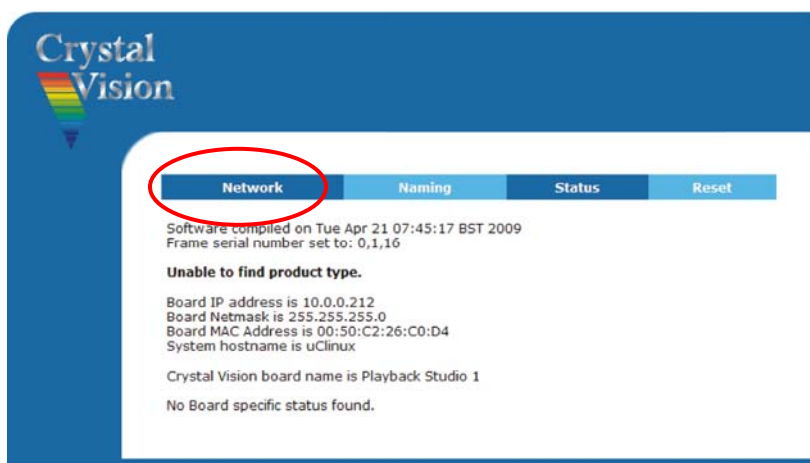 Crystal
Vision
Network Naming Status Reset
Software compiled on Tue Apr 21 07:45:17 BST 2009
Frame serial number set to: 0,1,16
Unable to find product type.
Board IP address is 10.0.0.212
Board Netmask is 255.255.255.0
Board MAC Address is 00:50:C2:26:C0:D4
System hostname is uClinux
Crystal Vision board name is Playback Studio 1
No Board specific status found.